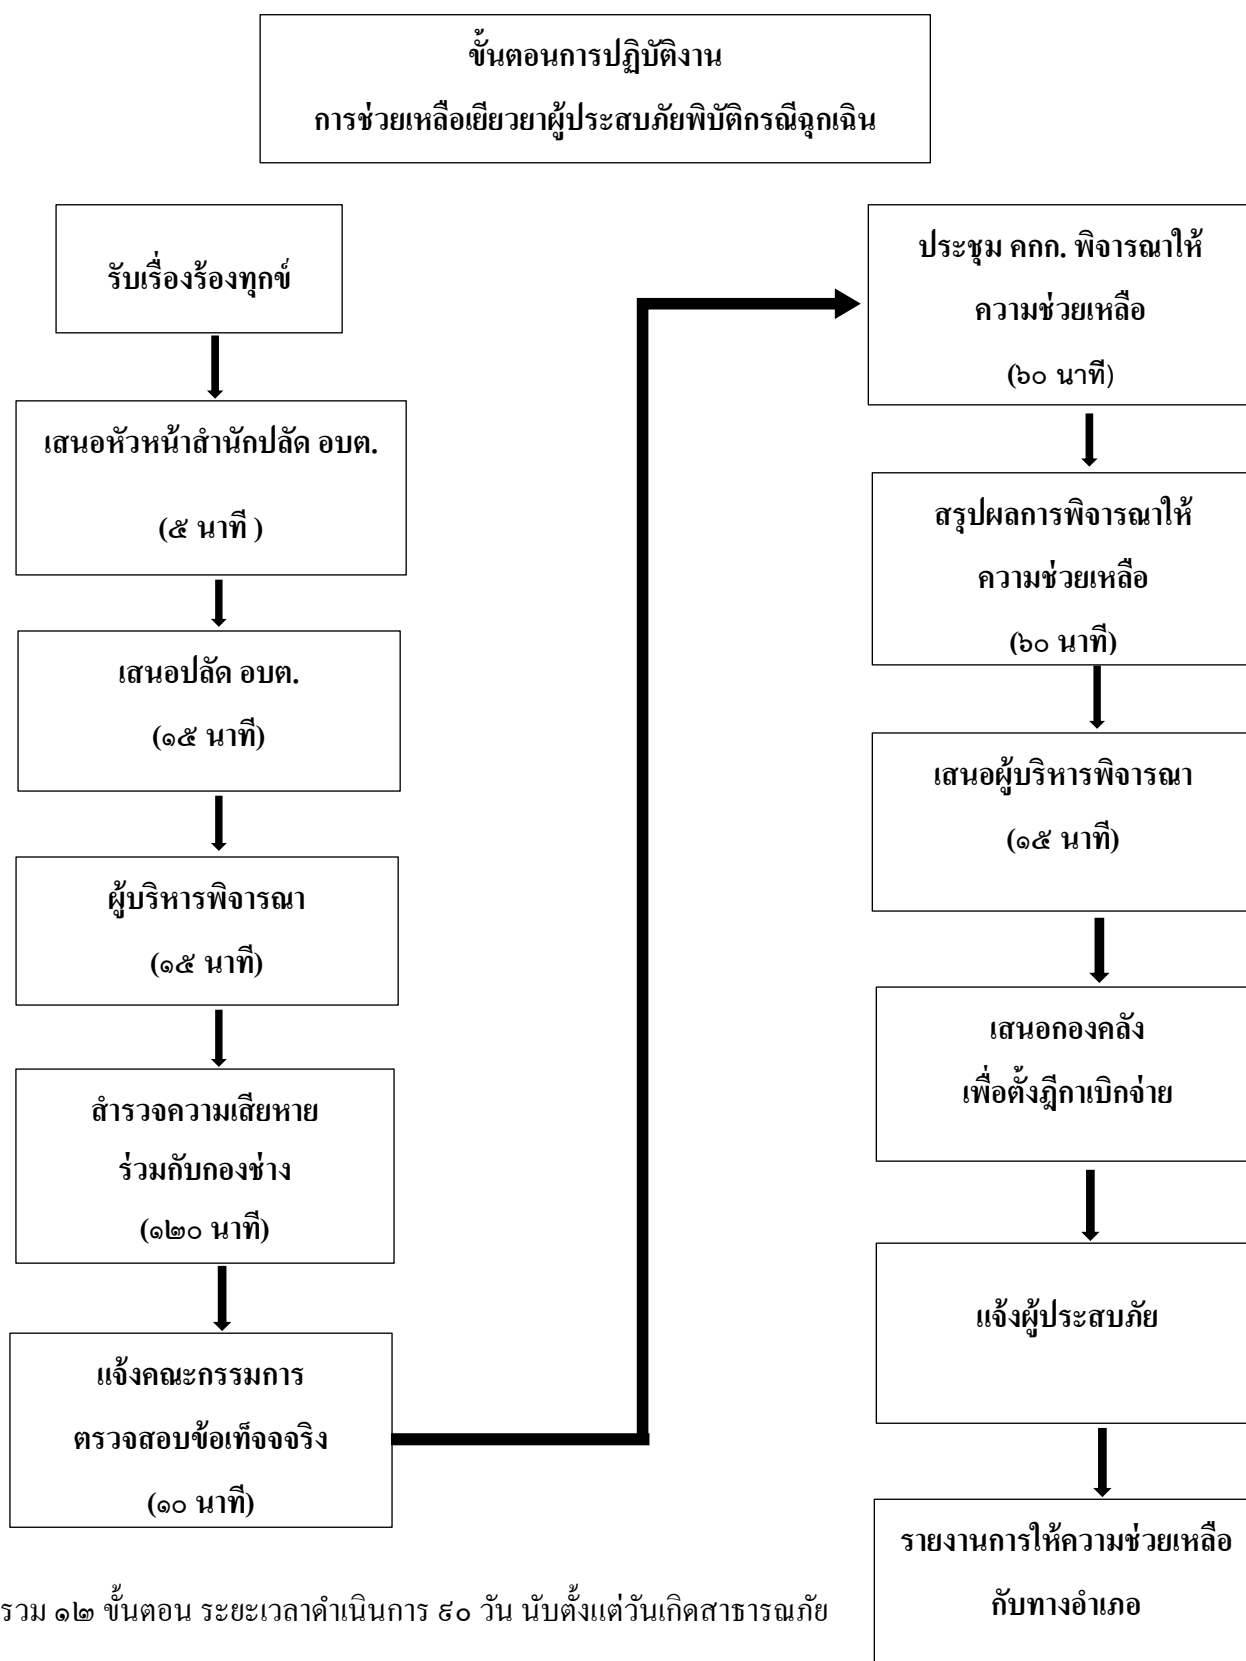 ขั้นตอนการปฏิบัติงาน
การช่วยเหลือเยียวยาผู้ประสบภัยพิบัติกรณีฉุกเฉิน
รับเรื่องร้องทุกข์
เสนอหัวหน้าสำนักปลัด อบต.
(๕ นาที )
เสนอปลัด อบต.
(๑๕ นาที)
ผู้บริหารพิจารณา
(๑๕ นาที)
สำรวจความเสียหาย
ร่วมกับกองช่าง
(๑๒๐ นาที)
แจ้งคณะกรรมการ
ตรวจสอบข้อเท็จจจริง
(๑๐ นาที)
ประชุม คกก. พิจารณาให้
ความช่วยเหลือ
(๖๐ นาที)
สรุปผลการพิจารณาให้
ความช่วยเหลือ
(๖๐ นาที)
เสนอผู้บริหารพิจารณา
(๑๕ นาที)
เสนอกองคลัง
เพื่อตั้งฎีกาเบิกจ่าย
แจ้งผู้ประสบภัย
รายงานการให้ความช่วยเหลือ
กับทางอำเภอ
รวม ๑๒ ขั้นตอน ระยะเวลาดำเนินการ ๙๐ วัน นับตั้งแต่วันเกิดสาธารณภัย